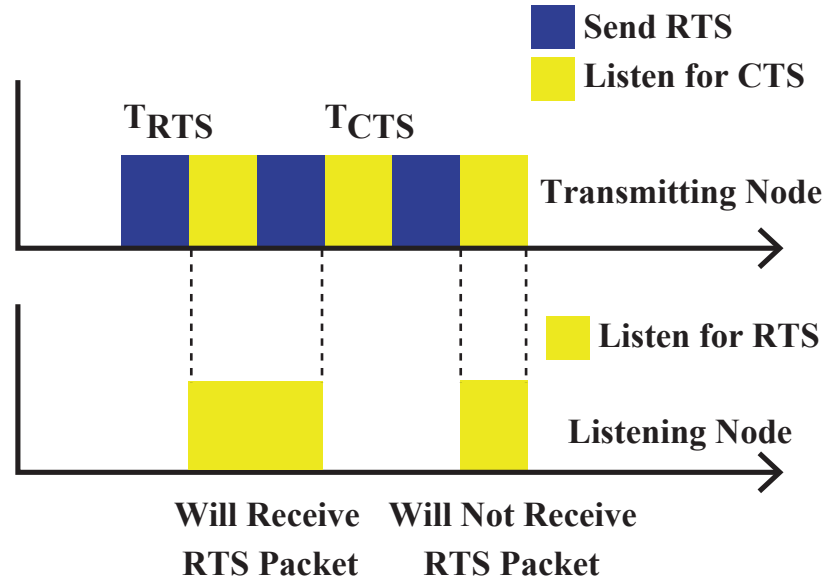 Send RTS
Listen for CTS
TRTS
TCTS
Transmitting Node
Listen for RTS
Listening Node
Will Receive
RTS Packet
Will Not Receive
RTS Packet